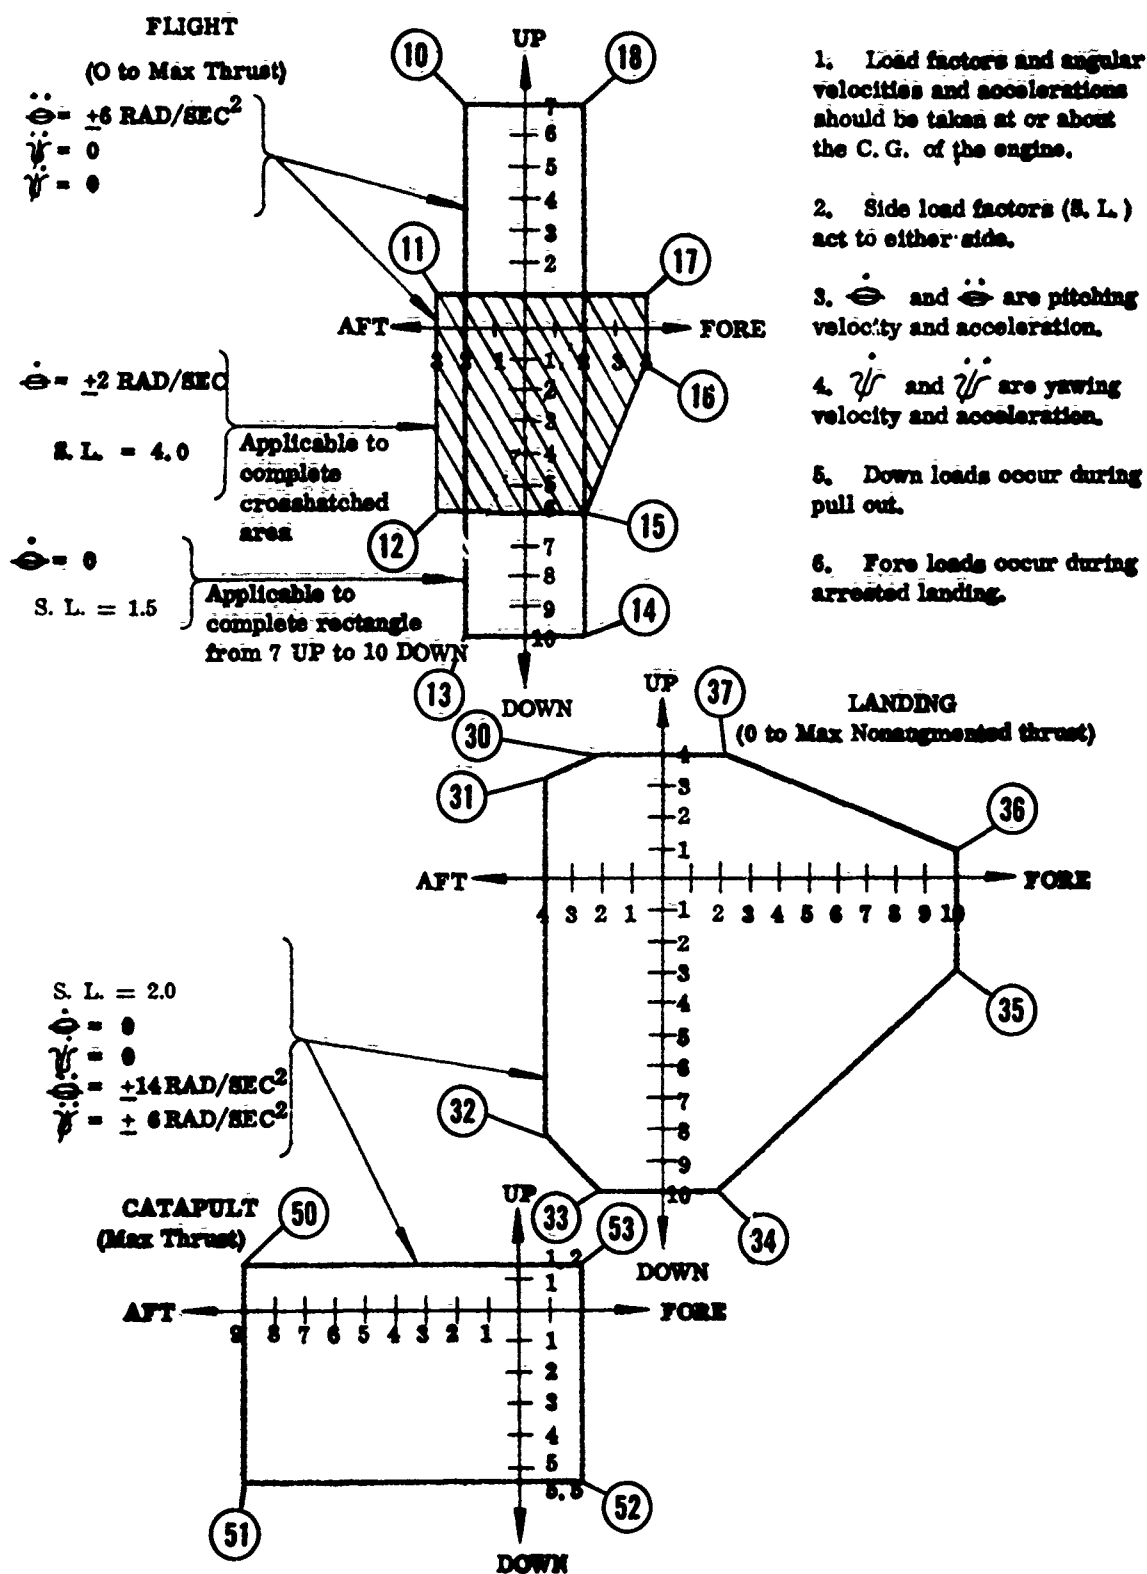 FLIGHT
(O to Max Thrust)
Θ̈ = ±6 RAD/SEC²
ψ̈ = 0
ψ̇ = 0
10
UP
18
7
6
5
4
3
2
11
17
AFT
FORE
3 2 1 2 3
1
2
3
4
5
6
16
Θ̇ = ±2 RAD/SEC
S. L. = 4.0
Applicable to
complete
crosshatched
area
12
15
Θ̇ = 0
S. L. = 1.5
Applicable to
complete rectangle
from 7 UP to 10 DOWN
7
8
9
10
14
13
DOWN
1. Load factors and angular
velocities and accelerations
should be taken at or about
the C. G. of the engine.
2. Side load factors (S. L.)
act to either side.
3. Θ̇ and Θ̈ are pitching
velocity and acceleration.
4. ψ̇ and ψ̈ are yawing
velocity and acceleration.
5. Down loads occur during
pull out.
6. Fore loads occur during
arrested landing.
UP
37
LANDING
(0 to Max Nonaugmented thrust)
30
31
4
3
2
1
36
AFT
FORE
4 3 2 1 2 3 4 5 6 7 8 9 10
1
2
3
4
5
6
7
8
9
10
35
32
33
34
DOWN
S. L. = 2.0
Θ̇ = 0
ψ̇ = 0
Θ̈ = ±14 RAD/SEC²
ψ̈ = ± 6 RAD/SEC²
CATAPULT
(Max Thrust)
50
UP
53
1.2
1
AFT
FORE
9 8 7 6 5 4 3 2 1
1
2
3
4
5
5.5
51
52
DOWN